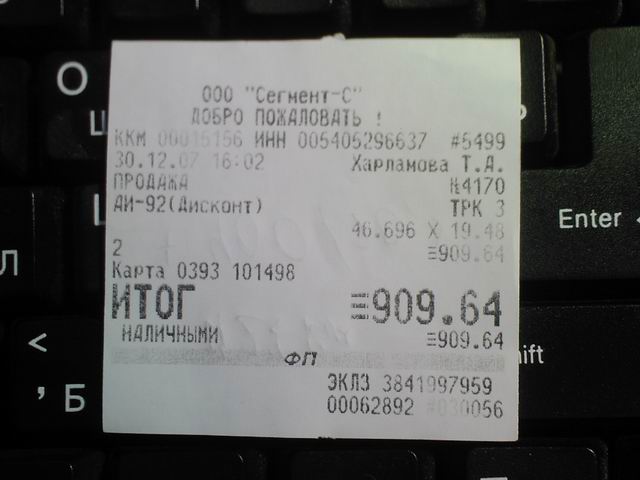 ООО "Сегмент-С"
ДОБРО ПОЖАЛОВАТЬ !
ККМ 00015156 ИНН 005405296637 #5499
30.12.07 16:02 Харламова Т.А.
ПРОДАЖА №4170
АИ-92(Дисконт) ТРК 3
46.696 X 19.48
2 ≡909.64
Карта 0393 101498
ИТОГ ≡909.64
НАЛИЧНЫМИ ≡909.64
ФП
ЭКЛЗ 3841997959
00062892 #030056
О
Ш
Л
Enter
<
ift
, Б